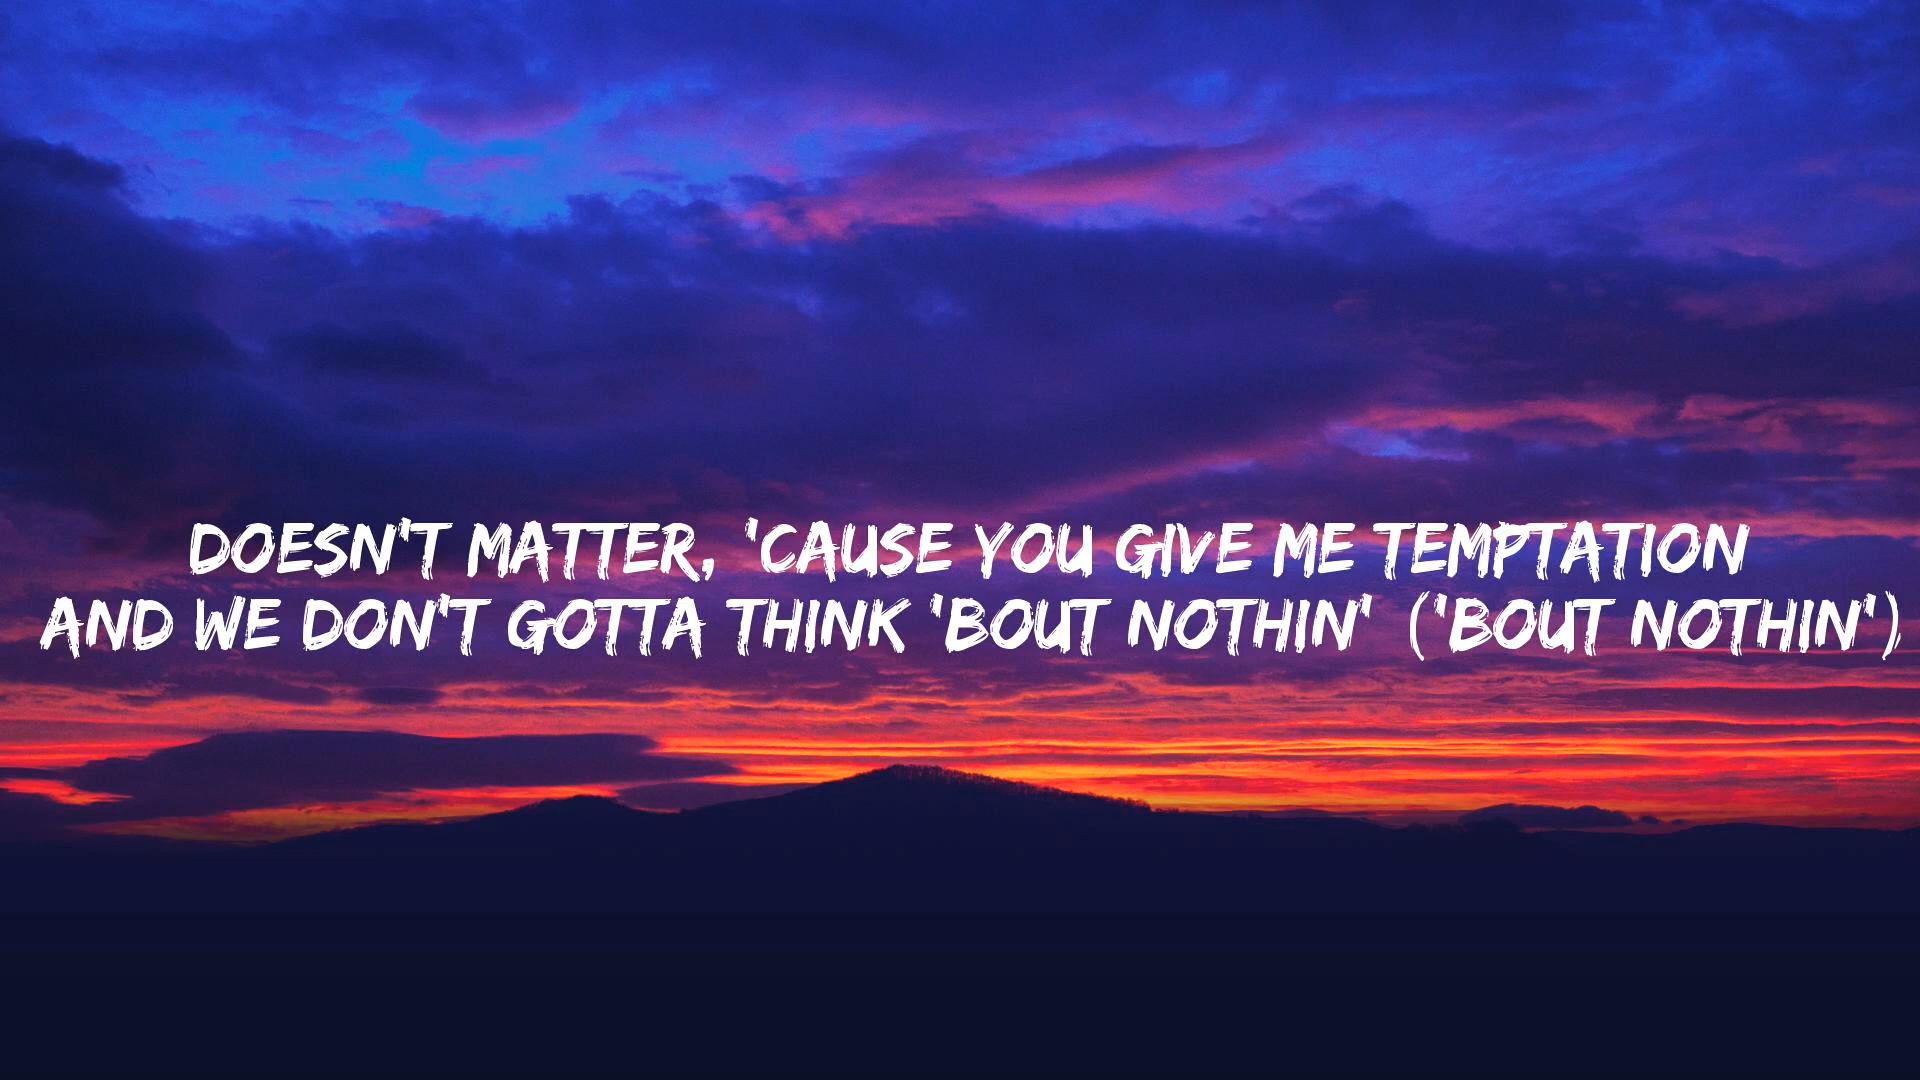 DOESN'T MATTER, 'CAUSE YOU GIVE ME TEMPTATION
AND WE DON'T GOTTA THINK 'BOUT NOTHIN' ('BOUT NOTHIN')